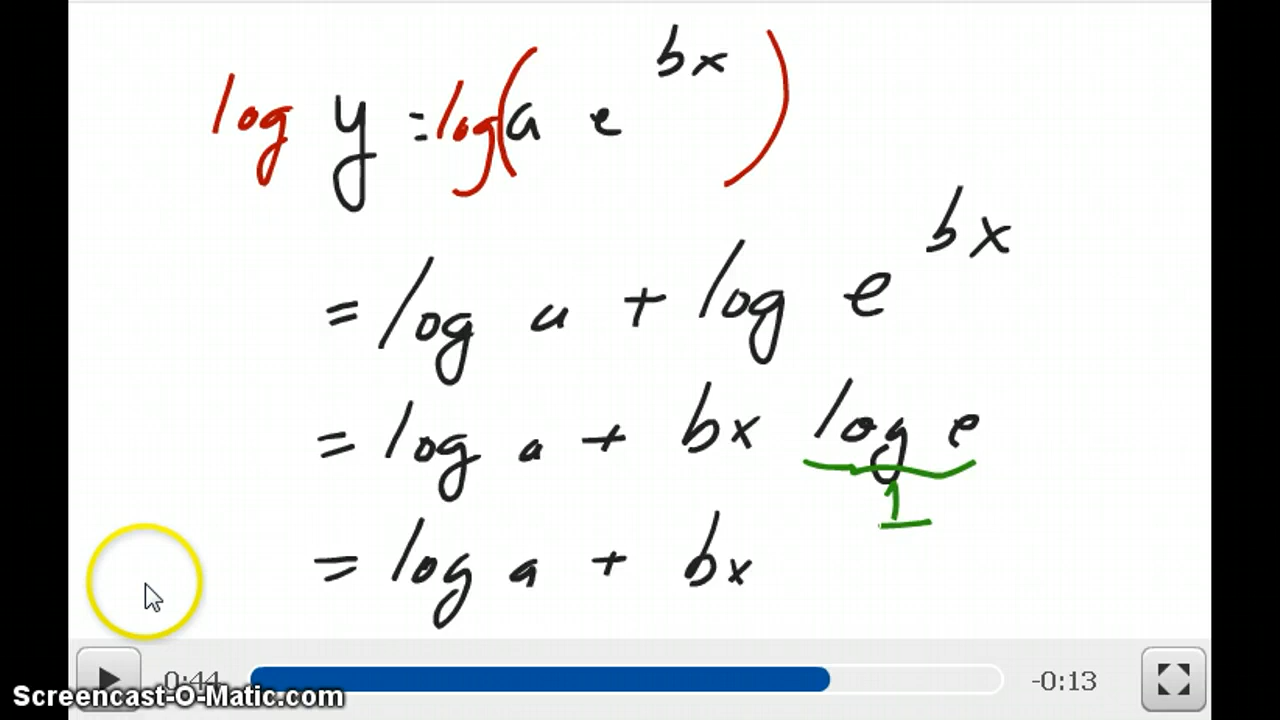 log y = log(a e^bx)
= log a + log e^bx
= log a + bx log e
1
= log a + bx
0:44
-0:13
Screencast-O-Matic.com